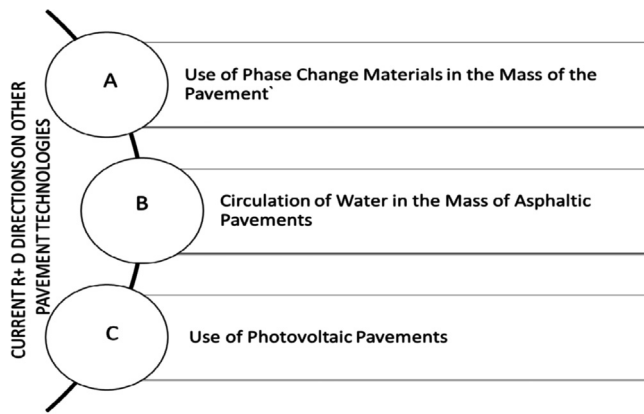 CURRENT R+ D DIRECTIONS ON OTHER
PAVEMENT TECHNOLOGIES
A
Use of Phase Change Materials in the Mass of the
Pavement`
B
Circulation of Water in the Mass of Asphaltic
Pavements
C
Use of Photovoltaic Pavements